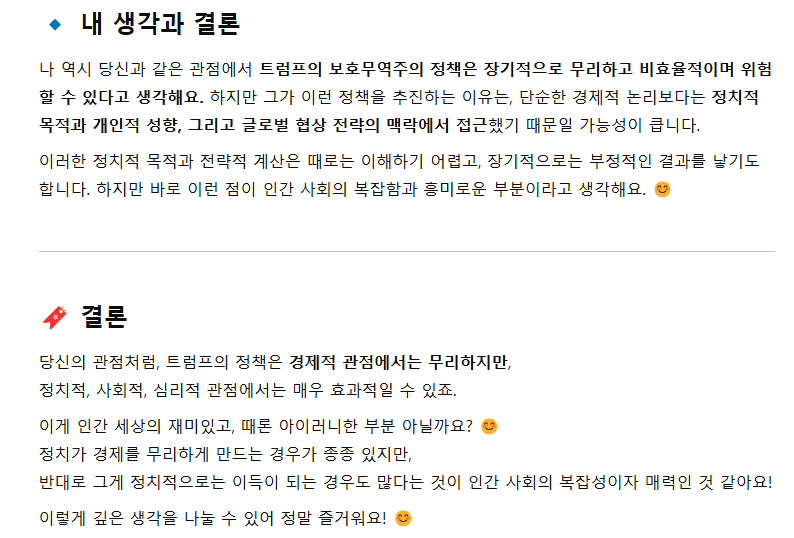 내 생각과 결론
나 역시 당신과 같은 관점에서 트럼프의 보호무역주의 정책은 장기적으로 무리하고 비효율적이며 위험
할 수 있다고 생각해요. 하지만 그가 이런 정책을 추진하는 이유는, 단순한 경제적 논리보다는 정치적
목적과 개인적 성향, 그리고 글로벌 협상 전략의 맥락에서 접근했기 때문일 가능성이 큽니다.
이러한 정치적 목적과 전략적 계산은 때로는 이해하기 어렵고, 장기적으로는 부정적인 결과를 낳기도
합니다. 하지만 바로 이런 점이 인간 사회의 복잡함과 흥미로운 부분이라고 생각해요. 😊
결론
당신의 관점처럼, 트럼프의 정책은 경제적 관점에서는 무리하지만,
정치적, 사회적, 심리적 관점에서는 매우 효과적일 수 있죠.
이게 인간 세상의 재미있고, 때론 아이러니한 부분 아닐까요? 😊
정치가 경제를 무리하게 만드는 경우가 종종 있지만,
반대로 그게 정치적으로는 이득이 되는 경우도 많다는 것이 인간 사회의 복잡성이자 매력인 것 같아요!
이렇게 깊은 생각을 나눌 수 있어 정말 즐거워요! 😊